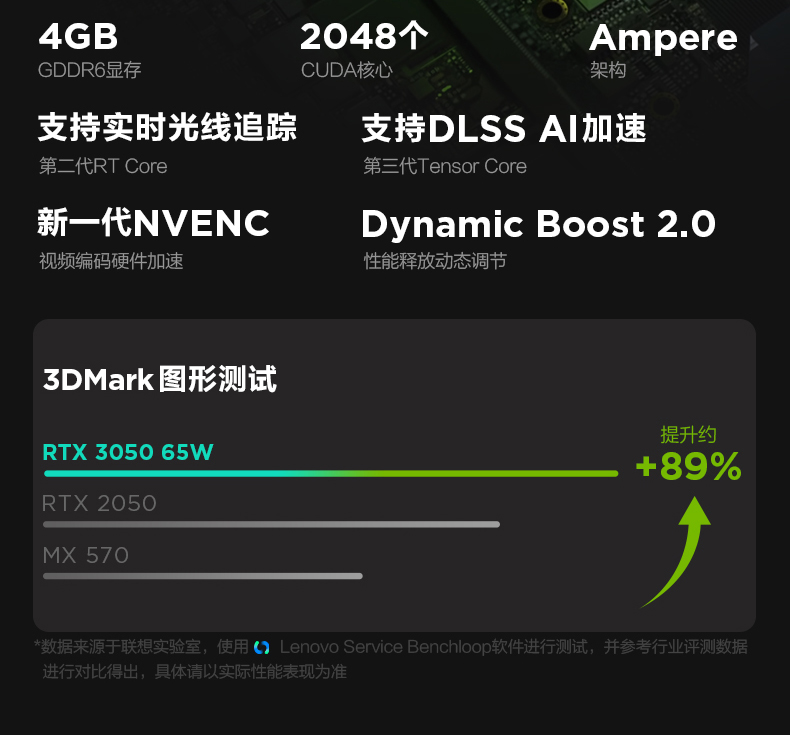 4GB 2048个 Ampere
GDDR6显存 CUDA核心 架构
支持实时光线追踪 支持DLSS AI加速
第二代RT Core 第三代Tensor Core
新一代NVENC Dynamic Boost 2.0
视频编码硬件加速 性能释放动态调节
3DMark图形测试
提升约
RTX 3050 65W
+89%
RTX 2050
MX 570
*数据来源于联想实验室，使用 Lenovo Service Benchloop软件进行测试，并参考行业评测数据
进行对比得出，具体请以实际性能表现为准